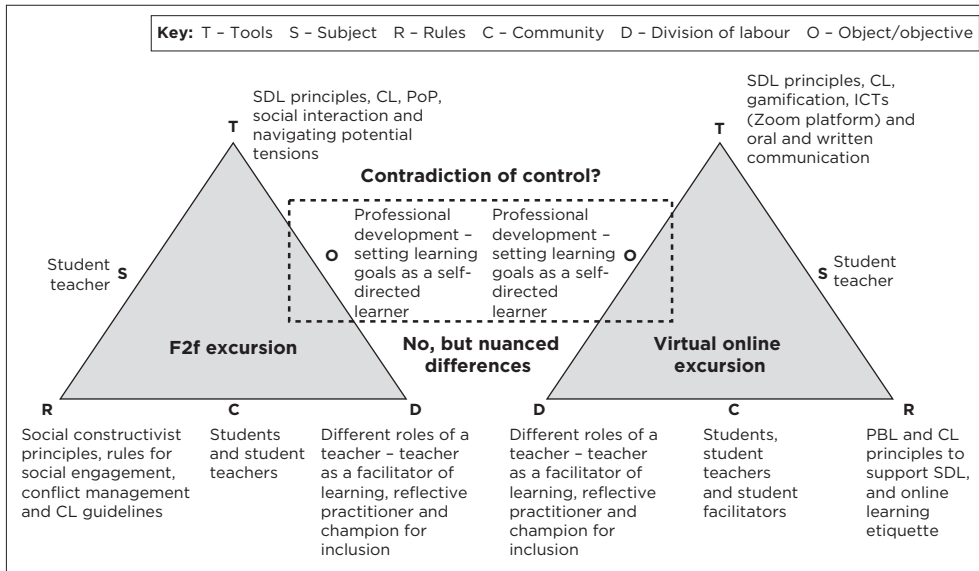 Key: T – Tools S – Subject R – Rules C – Community D – Division of labour O – Object/objective
SDL principles, CL, PoP,
social interaction and
navigating potential
tensions
T
SDL principles, CL,
gamification, ICTs
(Zoom platform) and
oral and written
communication
T
Contradiction of control?
Student
teacher
S
O
Professional
development –
setting learning
goals as a self-
directed
learner
Professional
development –
setting learning
goals as a self-
directed
learner
O
S
Student
teacher
F2f excursion
No, but nuanced
differences
Virtual online
excursion
R
C
D
D
C
R
Social constructivist
principles, rules for
social engagement,
conflict management
and CL guidelines
Students
and student
teachers
Different roles of a
teacher – teacher
as a facilitator of
learning, reflective
practitioner and
champion for
inclusion
Different roles of a
teacher – teacher
as a facilitator of
learning, reflective
practitioner and
champion for
inclusion
Students,
student
teachers
and student
facilitators
PBL and CL
principles to
support SDL,
and online
learning
etiquette